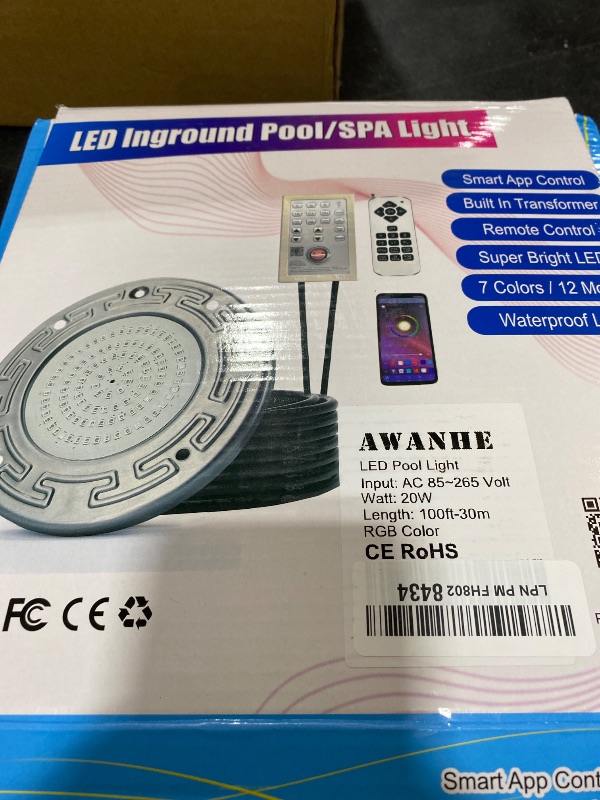 LED Inground Pool/SPA Light
Smart App Control
Built In Transformer
Remote Control
Super Bright LED
7 Colors / 12 Mo
Waterproof L
AWANHE
LED Pool Light
Input: AC 85~265 Volt
Watt: 20W
Length: 100ft-30m
RGB Color
CE RoHS
LPN PM FH802 8434
FC CE
Smart App Cont